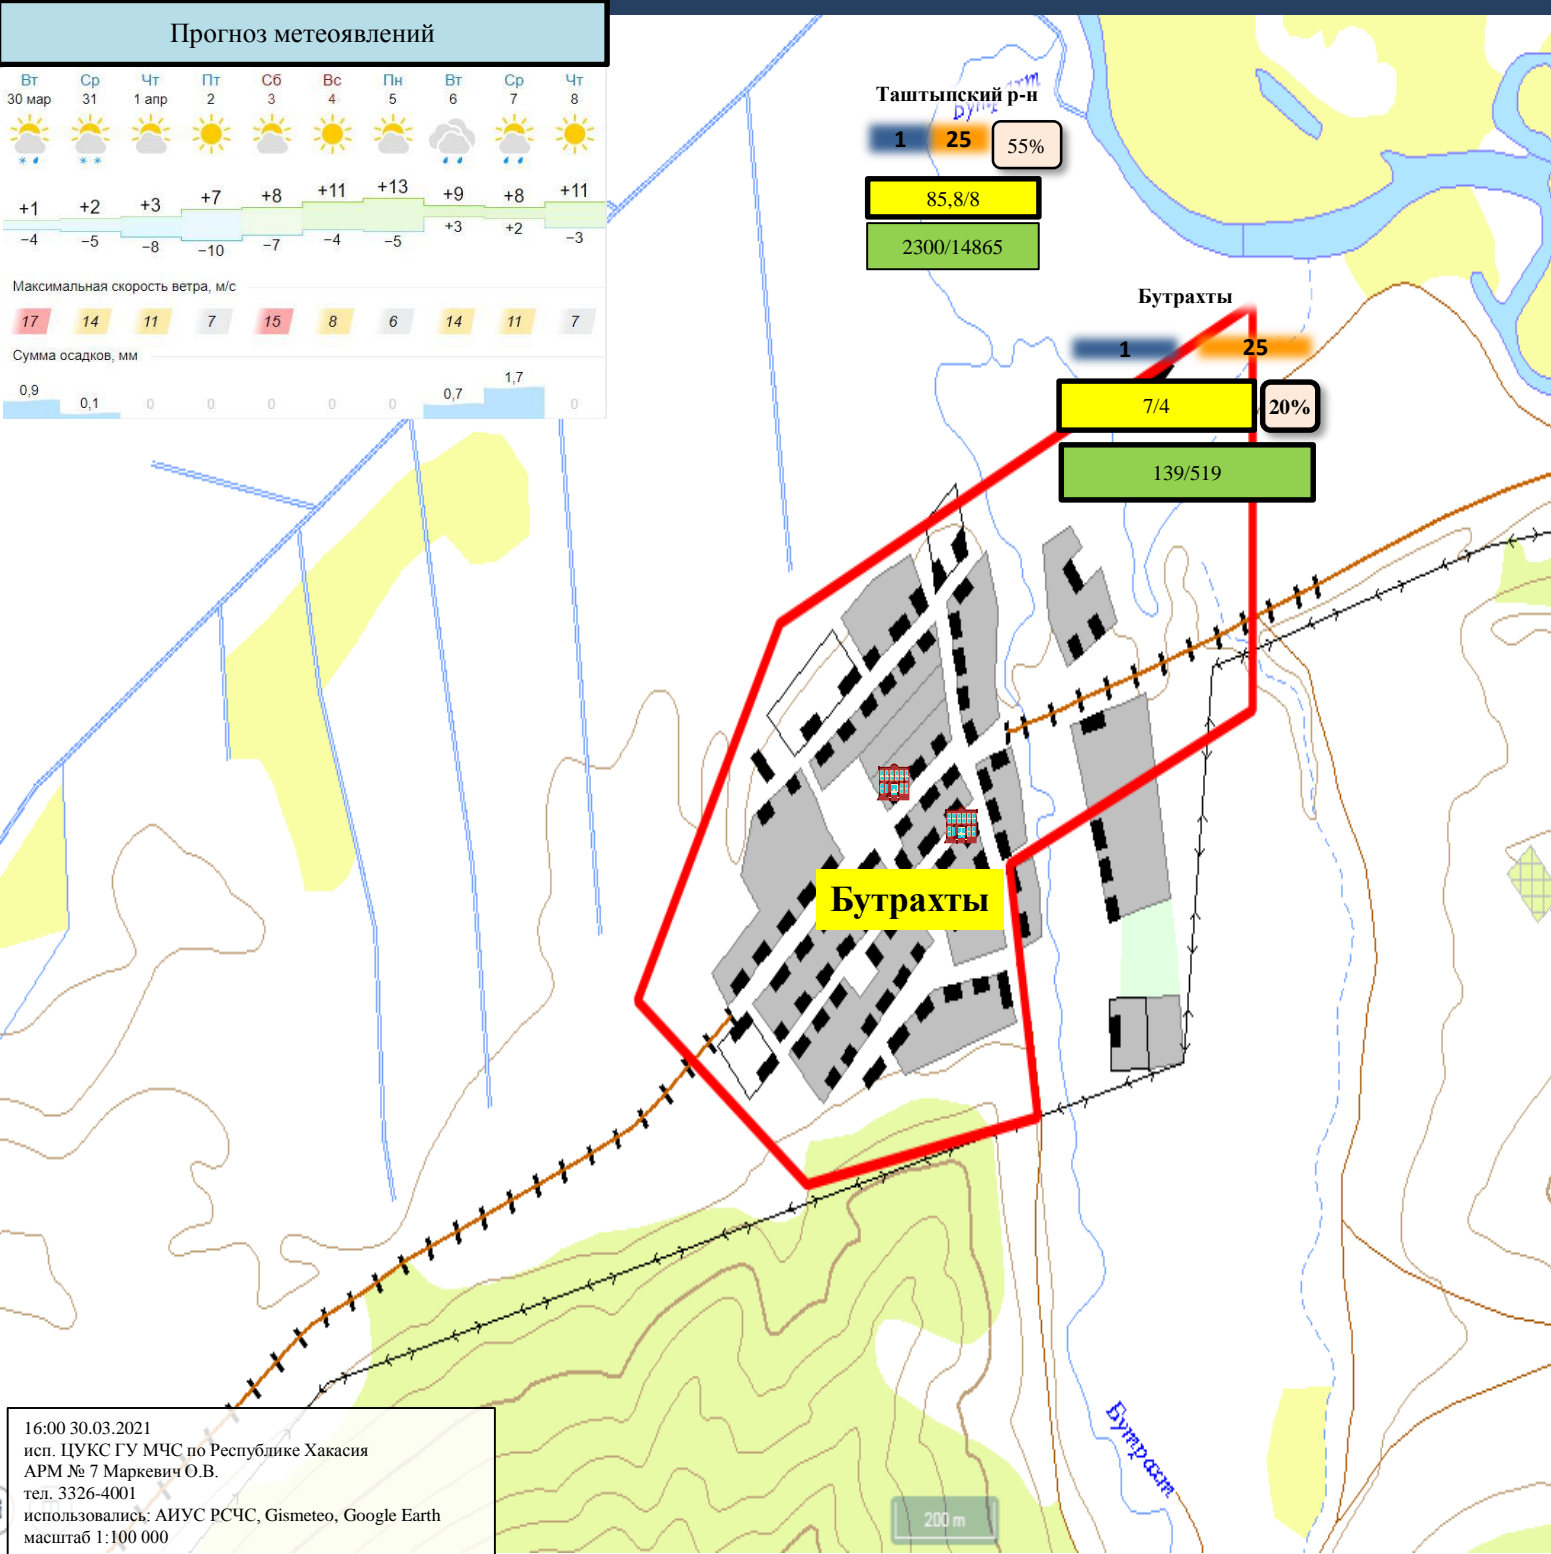 Прогноз метеоявлений
Вт Ср Чт Пт Сб Вс Пн Вт Ср Чт
30 мар 31 1 апр 2 3 4 5 6 7 8
+1 +2 +3 +7 +8 +11 +13 +9 +8 +11
−4 −5 −8 −10 −7 −4 −5 +3 +2 −3
Максимальная скорость ветра, м/с
17 14 11 7 15 8 6 14 11 7
Сумма осадков, мм
0,9 0,1 0 0 0 0 0 0,7 1,7 0
Таштыпский р-н
1 25 55%
85,8/8
2300/14865
Бутрахты
1 25
7/4 20%
139/519
Бутрахты
Бутрахт
16:00 30.03.2021
исп. ЦУКС ГУ МЧС по Республике Хакасия
АРМ № 7 Маркевич О.В.
тел. 3326-4001
использовались: АИУС РСЧС, Gismeteo, Google Earth
масштаб 1:100 000
200 m